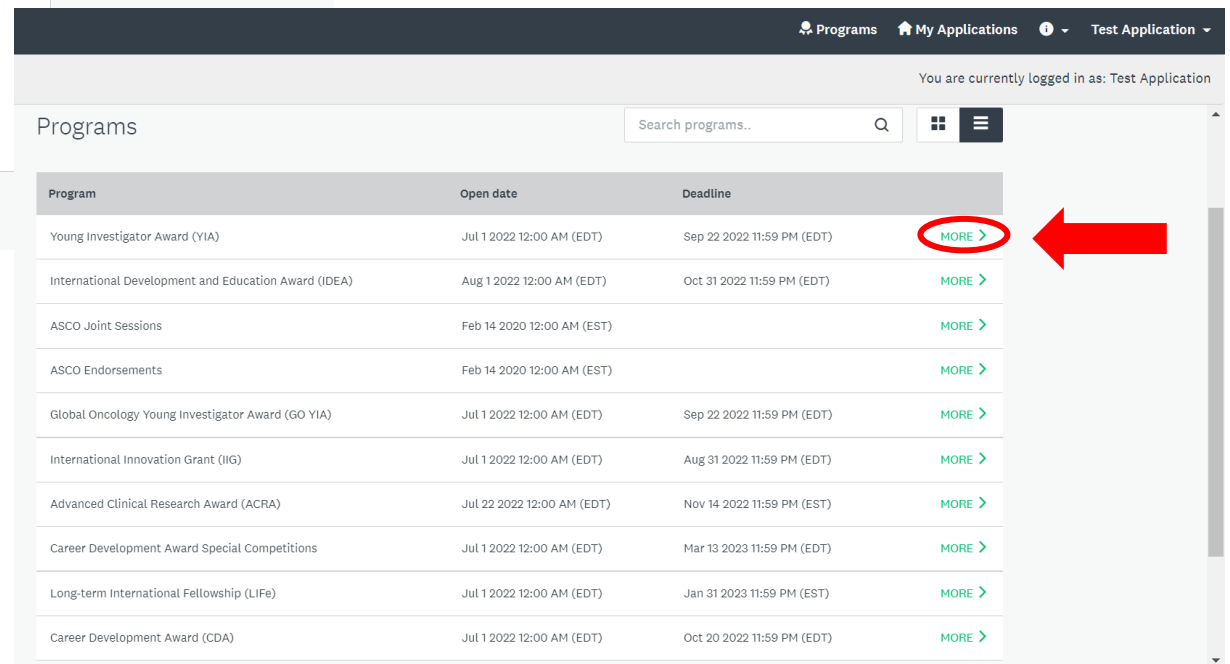 Programs My Applications Test Application
You are currently logged in as: Test Application
Programs
Search programs..
Program Open date Deadline
Young Investigator Award (YIA) Jul 1 2022 12:00 AM (EDT) Sep 22 2022 11:59 PM (EDT) MORE
International Development and Education Award (IDEA) Aug 1 2022 12:00 AM (EDT) Oct 31 2022 11:59 PM (EDT) MORE
ASCO Joint Sessions Feb 14 2020 12:00 AM (EST) MORE
ASCO Endorsements Feb 14 2020 12:00 AM (EST) MORE
Global Oncology Young Investigator Award (GO YIA) Jul 1 2022 12:00 AM (EDT) Sep 22 2022 11:59 PM (EDT) MORE
International Innovation Grant (IIG) Jul 1 2022 12:00 AM (EDT) Aug 31 2022 11:59 PM (EDT) MORE
Advanced Clinical Research Award (ACRA) Jul 22 2022 12:00 AM (EDT) Nov 14 2022 11:59 PM (EST) MORE
Career Development Award Special Competitions Jul 1 2022 12:00 AM (EDT) Mar 13 2023 11:59 PM (EDT) MORE
Long-term International Fellowship (LIFe) Jul 1 2022 12:00 AM (EDT) Jan 31 2023 11:59 PM (EST) MORE
Career Development Award (CDA) Jul 1 2022 12:00 AM (EDT) Oct 20 2022 11:59 PM (EDT) MORE